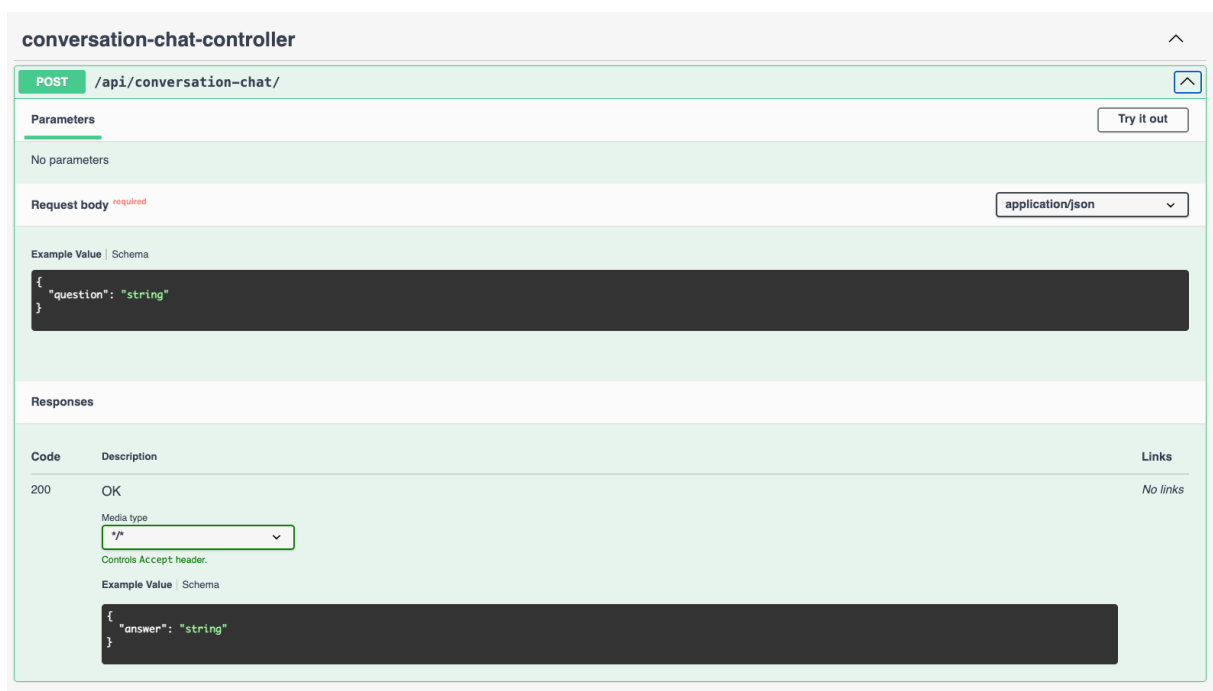 conversation-chat-controller
POST /api/conversation-chat/
Parameters Try it out
No parameters
Request body required application/json
Example Value Schema
{
"question": "string"
}
Responses
Code Description Links
200 OK No links
Media type
*/*
Controls Accept header.
Example Value Schema
{
"answer": "string"
}